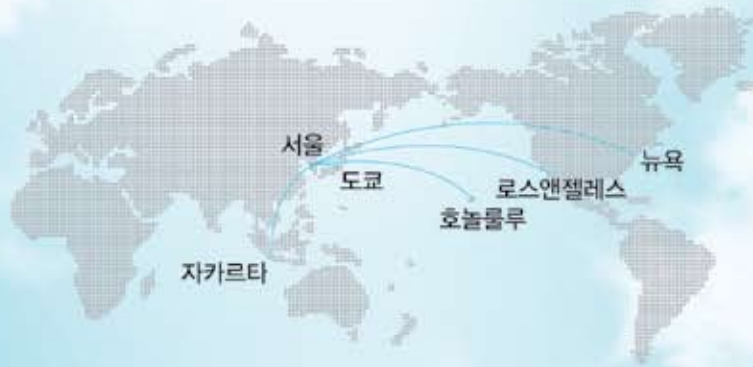 서울
뉴욕
도쿄
로스앤젤레스
호놀룰루
자카르타